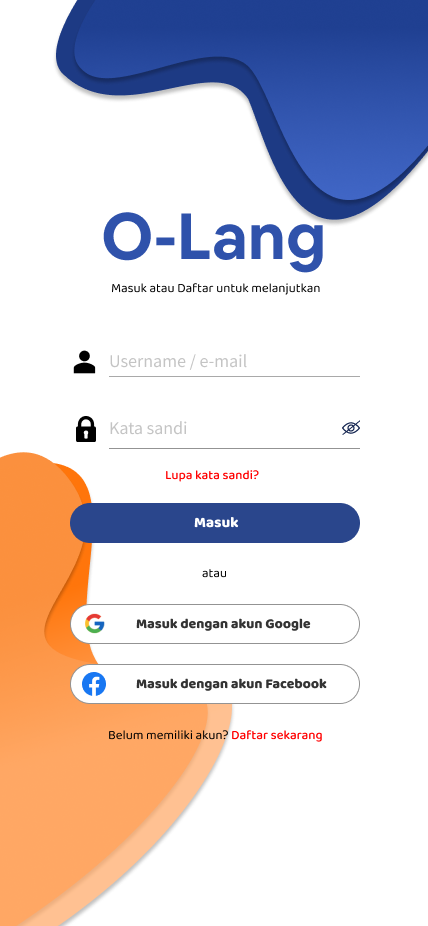 O-Lang
Masuk atau Daftar untuk melanjutkan
Username / e-mail
Kata sandi
Lupa kata sandi?
Masuk
atau
Masuk dengan akun Google
Masuk dengan akun Facebook
Belum memiliki akun? Daftar sekarang